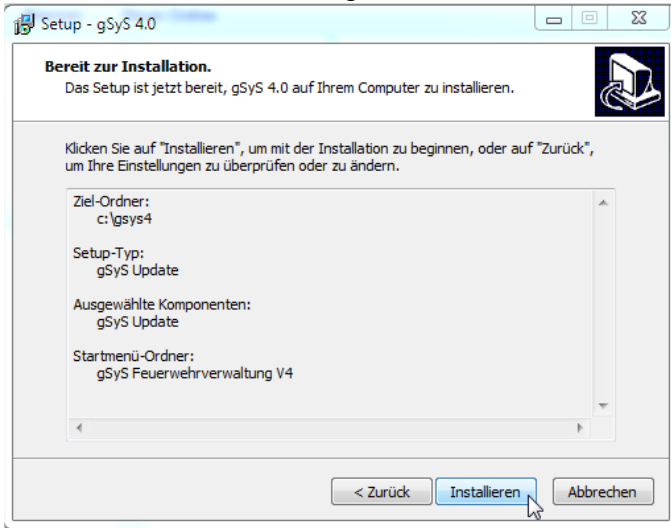 Setup - gSyS 4.0
Bereit zur Installation.
Das Setup ist jetzt bereit, gSyS 4.0 auf Ihrem Computer zu installieren.
Klicken Sie auf "Installieren", um mit der Installation zu beginnen, oder auf "Zurück",
um Ihre Einstellungen zu überprüfen oder zu ändern.
Ziel-Ordner:
c:\gsys4
Setup-Typ:
gSyS Update
Ausgewählte Komponenten:
gSyS Update
Startmenü-Ordner:
gSyS Feuerwehrverwaltung V4
< Zurück
Installieren
Abbrechen